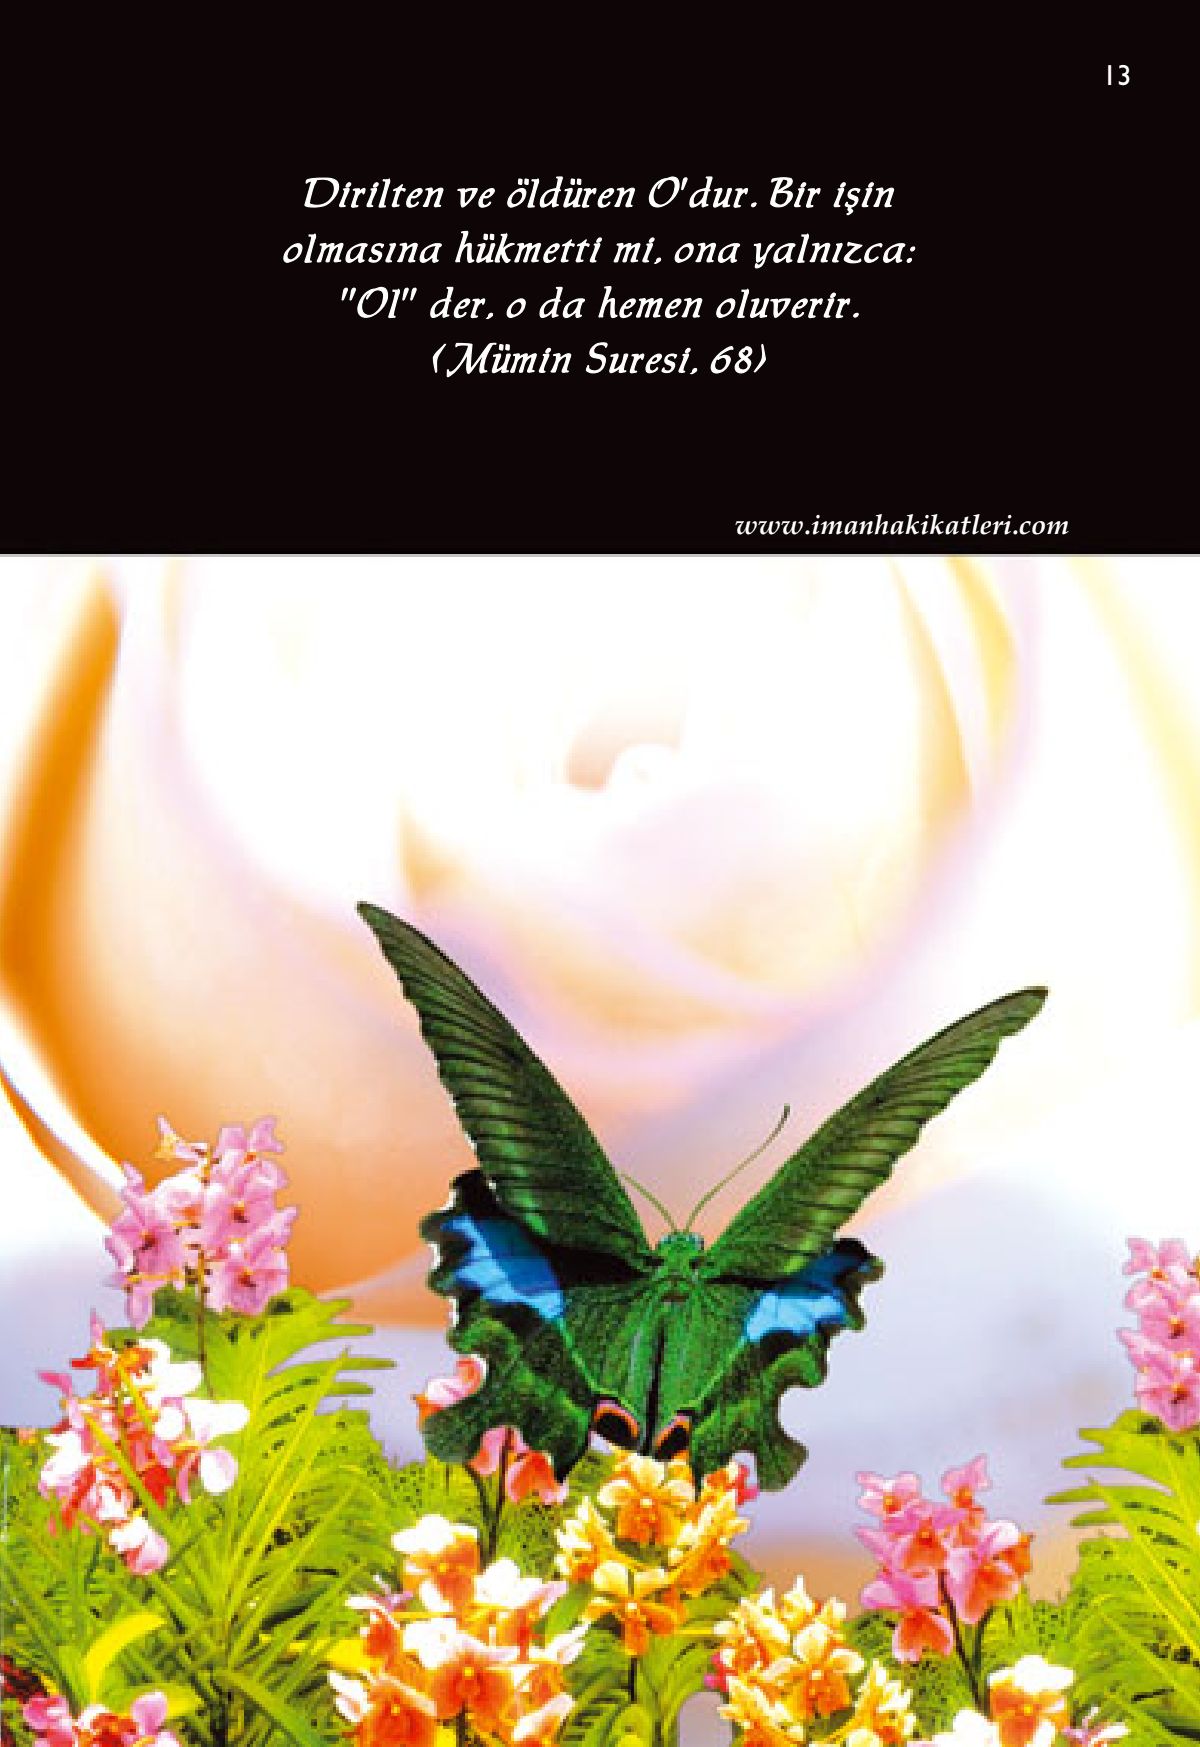 13
Dirilten ve öldüren O'dur. Bir işin
olmasına hükmetti mi, ona yalnızca:
"Ol" der, o da hemen oluverir.
(Mümin Suresi, 68)
www.imanhakikatleri.com